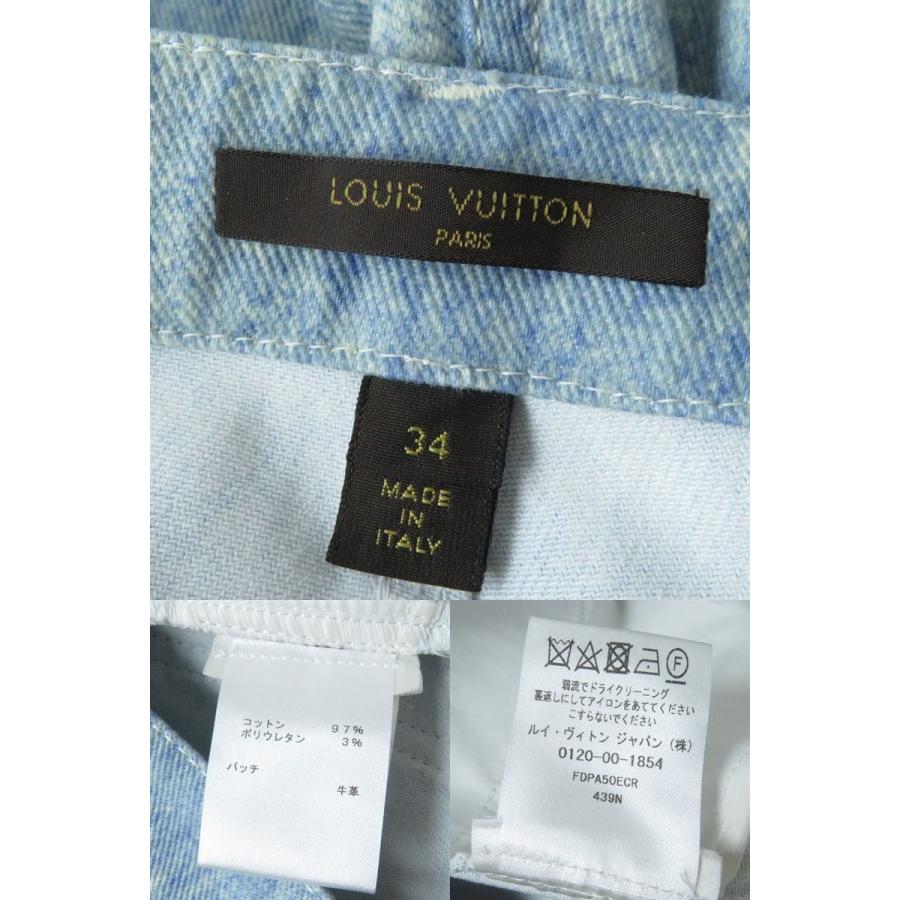 LOUIS VUITTON
PARIS
34
MADE
IN
ITALY
コットン 97%
ポリウレタン 3%
パッチ
牛革
F
弱流でドライクリーニング
裏返しにしてアイロンをあててください
こすらないでください
ルイ・ヴィトン ジャパン (株)
0120-00-1854
FDPA50ECR
439N